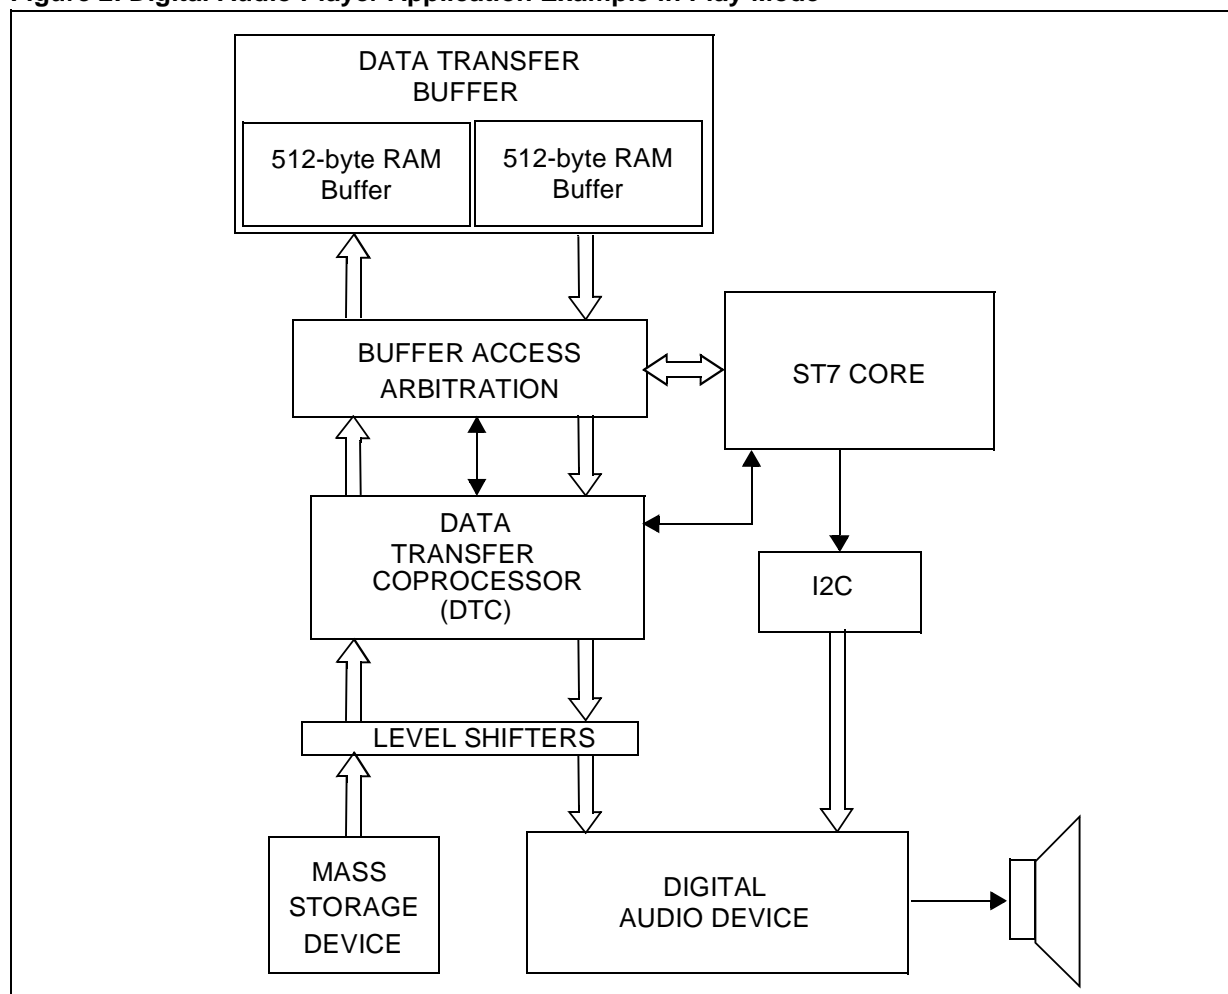 Figure 2. Digital Audio Player Application Example in Play Mode
DATA TRANSFER
BUFFER
512-byte RAM
Buffer
512-byte RAM
Buffer
BUFFER ACCESS
ARBITRATION
ST7 CORE
DATA
TRANSFER
COPROCESSOR
(DTC)
I2C
LEVEL SHIFTERS
MASS
STORAGE
DEVICE
DIGITAL
AUDIO DEVICE